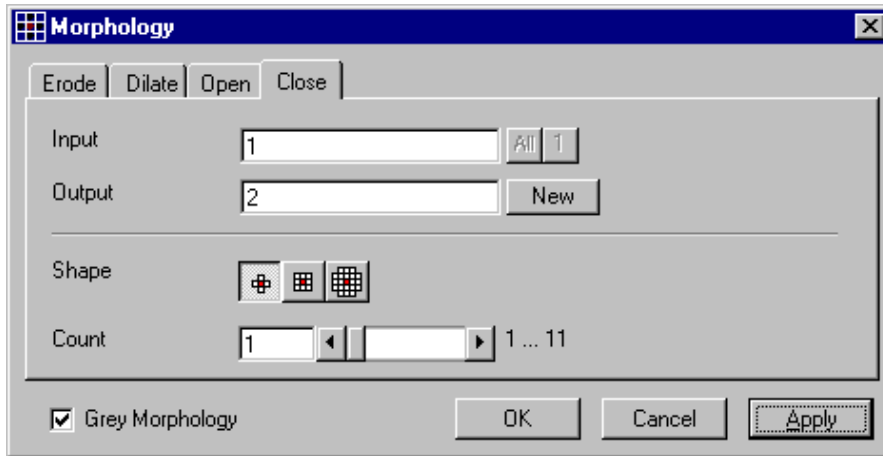 Morphology
Erode Dilate Open Close
Input 1 All 1
Output 2 New
Shape
Count 1 1 ... 11
Grey Morphology OK Cancel Apply